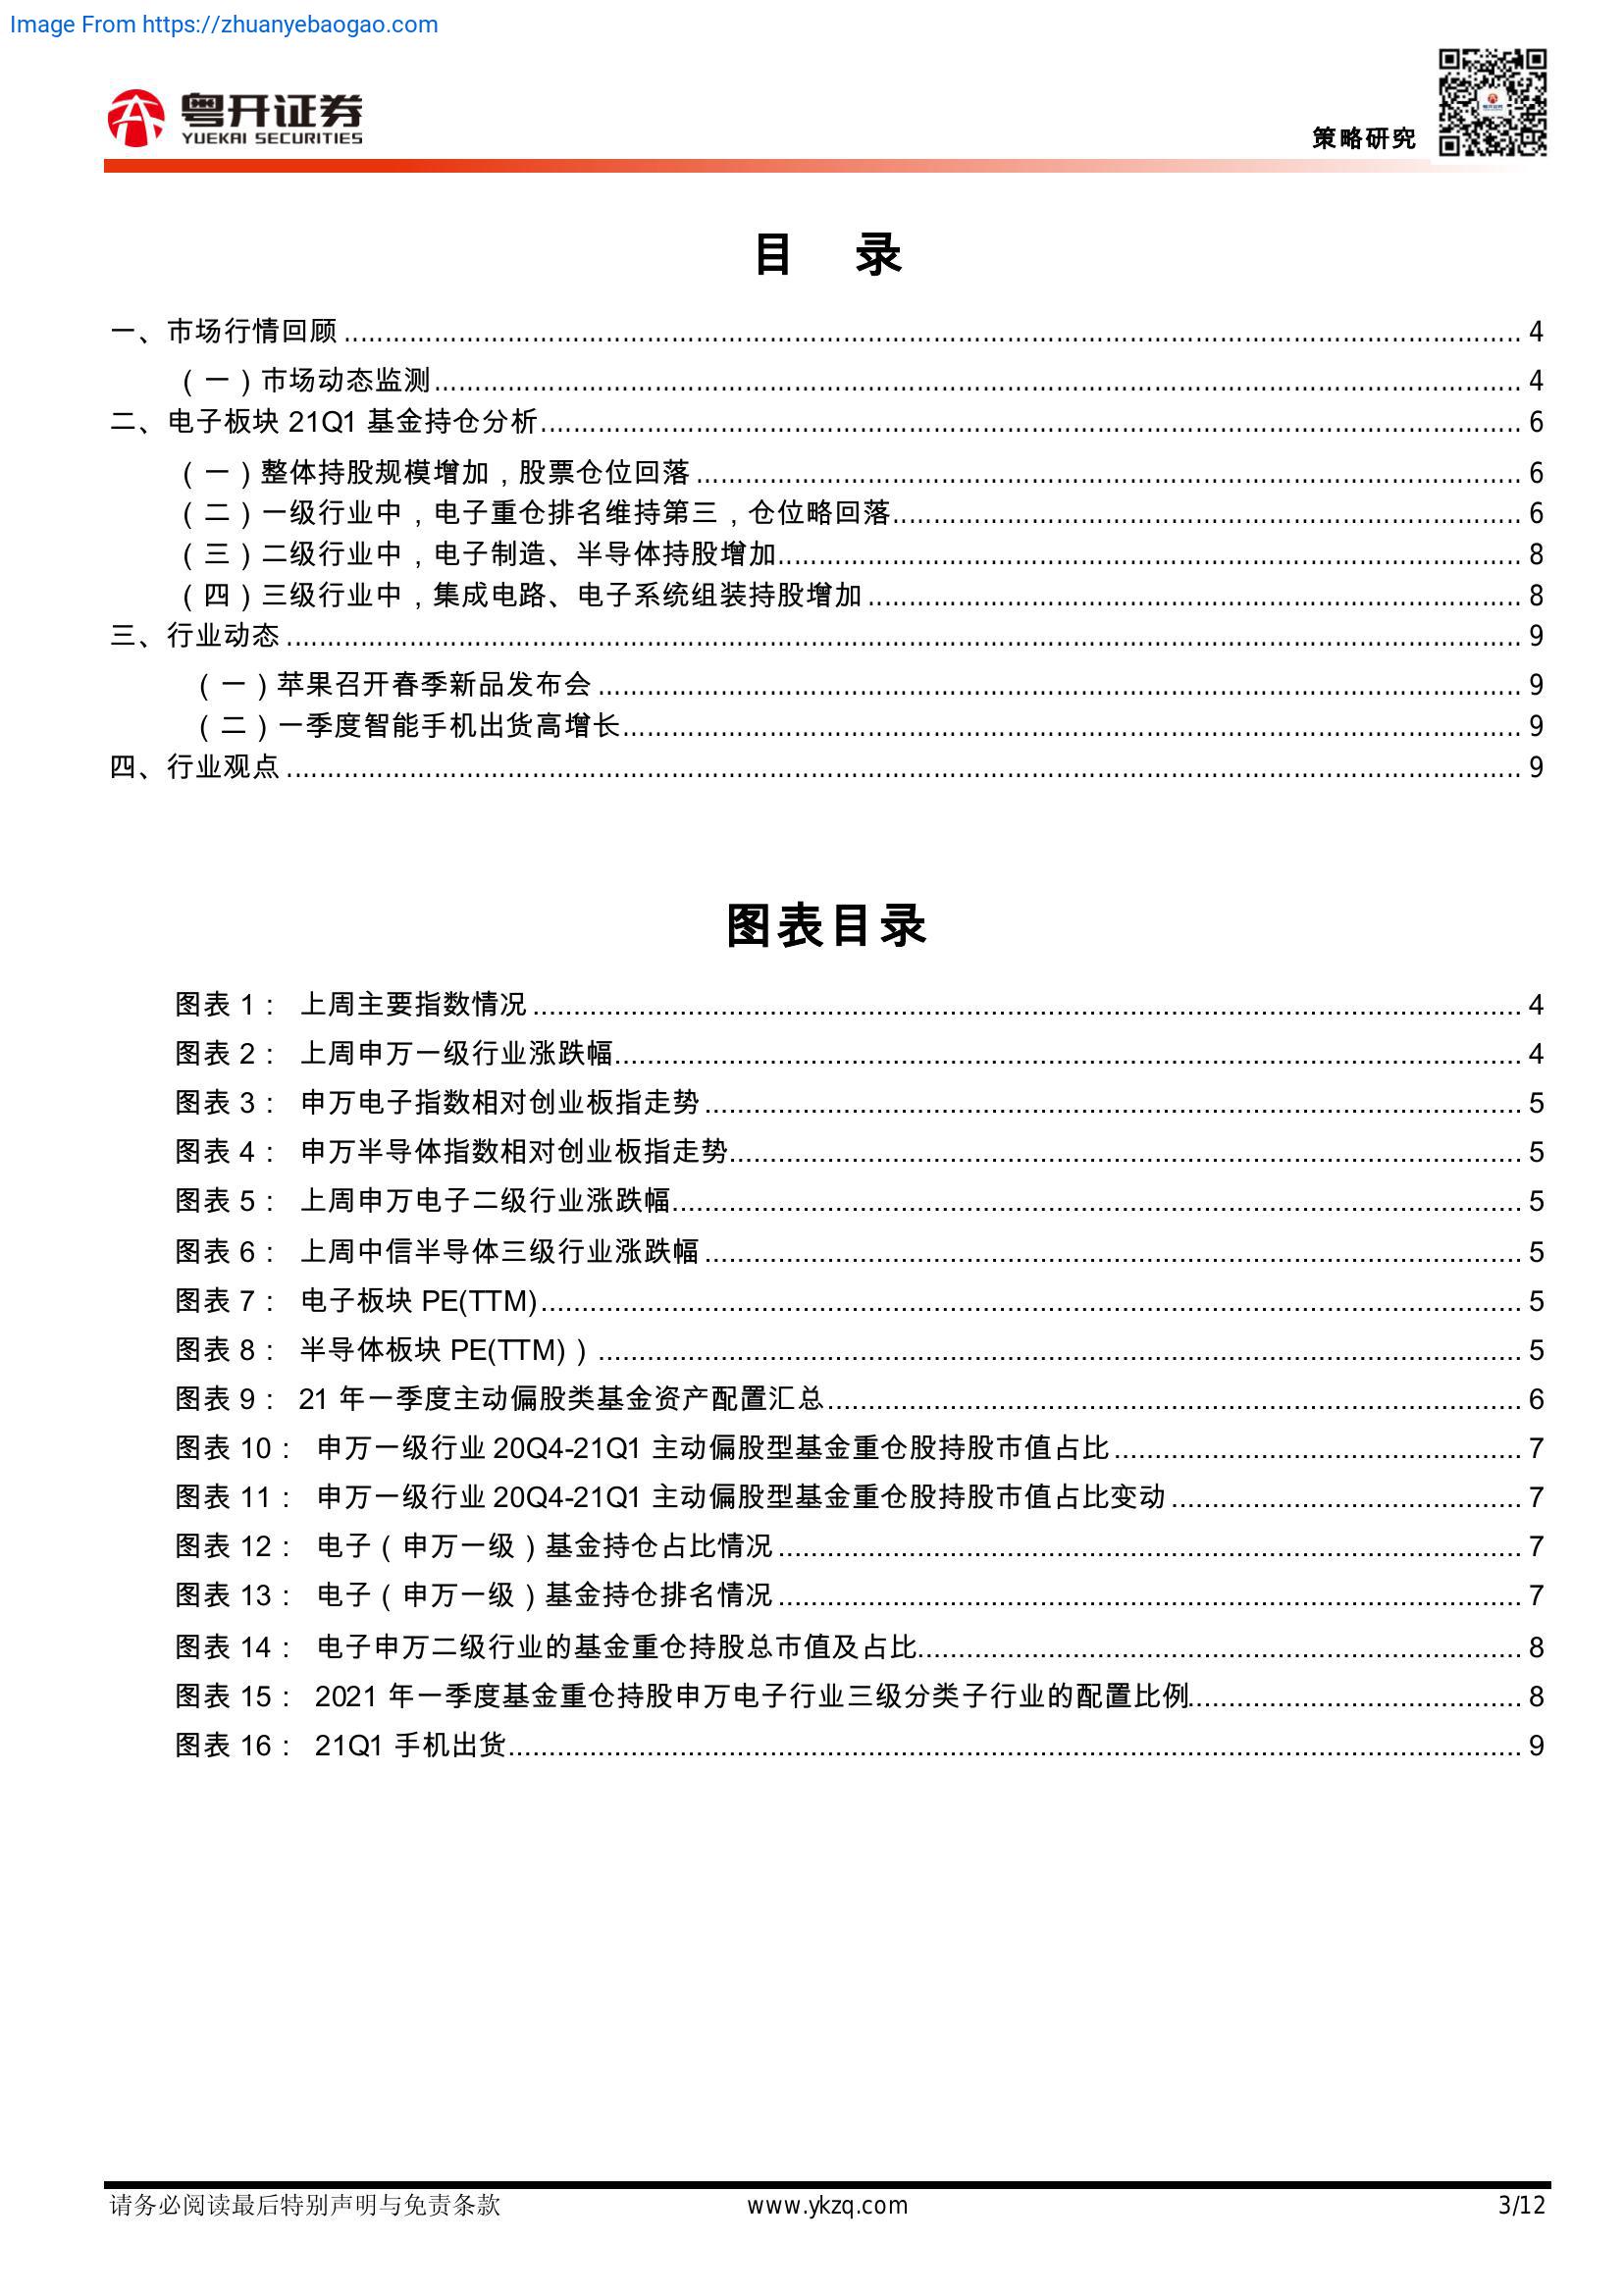 Image From https://zhuanyebaogao.com
粤开证券
YUEKAI SECURITIES
策略研究
目 录
一、市场行情回顾 4
（一）市场动态监测 4
二、电子板块 21Q1 基金持仓分析 6
（一）整体持股规模增加，股票仓位回落 6
（二）一级行业中，电子重仓排名维持第三，仓位略回落 6
（三）二级行业中，电子制造、半导体持股增加 8
（四）三级行业中，集成电路、电子系统组装持股增加 8
三、行业动态 9
（一）苹果召开春季新品发布会 9
（二）一季度智能手机出货高增长 9
四、行业观点 9
图表目录
图表 1： 上周主要指数情况 4
图表 2： 上周申万一级行业涨跌幅 4
图表 3： 申万电子指数相对创业板指走势 5
图表 4： 申万半导体指数相对创业板指走势 5
图表 5： 上周申万电子二级行业涨跌幅 5
图表 6： 上周中信半导体三级行业涨跌幅 5
图表 7： 电子板块 PE(TTM) 5
图表 8： 半导体板块 PE(TTM)） 5
图表 9： 21 年一季度主动偏股类基金资产配置汇总 6
图表 10： 申万一级行业 20Q4-21Q1 主动偏股型基金重仓股持股市值占比 7
图表 11： 申万一级行业 20Q4-21Q1 主动偏股型基金重仓股持股市值占比变动 7
图表 12： 电子（申万一级）基金持仓占比情况 7
图表 13： 电子（申万一级）基金持仓排名情况 7
图表 14： 电子申万二级行业的基金重仓持股总市值及占比 8
图表 15： 2021 年一季度基金重仓持股申万电子行业三级分类子行业的配置比例 8
图表 16： 21Q1 手机出货 9
请务必阅读最后特别声明与免责条款 www.ykzq.com 3/12